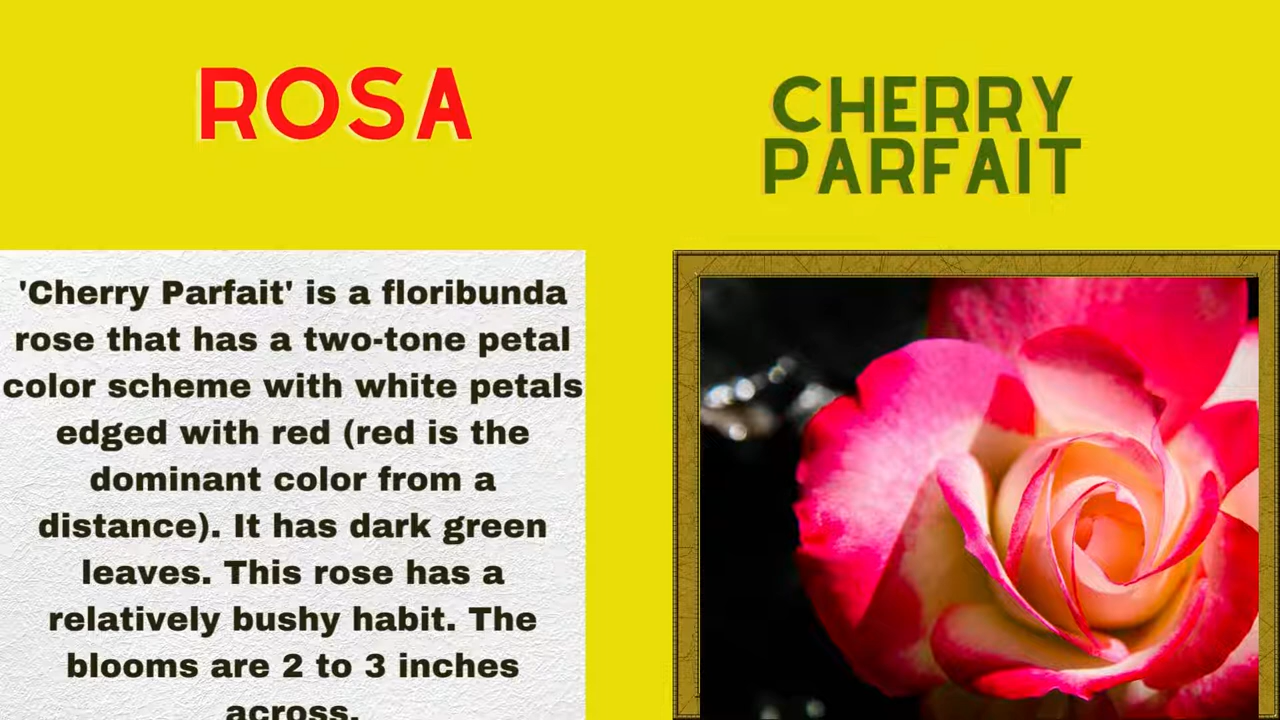 ROSA
CHERRY
PARFAIT
'Cherry Parfait' is a floribunda
rose that has a two-tone petal
color scheme with white petals
edged with red (red is the
dominant color from a
distance). It has dark green
leaves. This rose has a
relatively bushy habit. The
blooms are 2 to 3 inches
across.